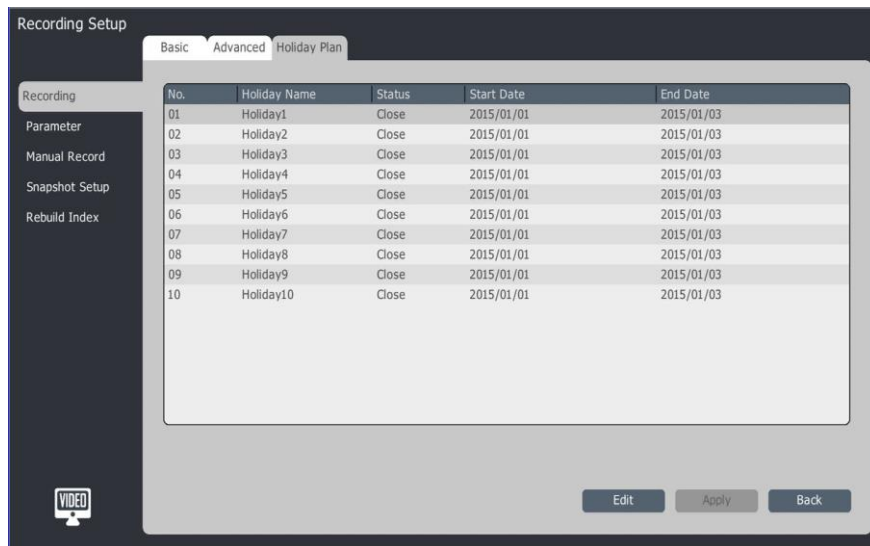 Recording Setup
Basic Advanced Holiday Plan
Recording
Parameter
Manual Record
Snapshot Setup
Rebuild Index
No. Holiday Name Status Start Date End Date
01 Holiday1 Close 2015/01/01 2015/01/03
02 Holiday2 Close 2015/01/01 2015/01/03
03 Holiday3 Close 2015/01/01 2015/01/03
04 Holiday4 Close 2015/01/01 2015/01/03
05 Holiday5 Close 2015/01/01 2015/01/03
06 Holiday6 Close 2015/01/01 2015/01/03
07 Holiday7 Close 2015/01/01 2015/01/03
08 Holiday8 Close 2015/01/01 2015/01/03
09 Holiday9 Close 2015/01/01 2015/01/03
10 Holiday10 Close 2015/01/01 2015/01/03
VIDEO
Edit Apply Back